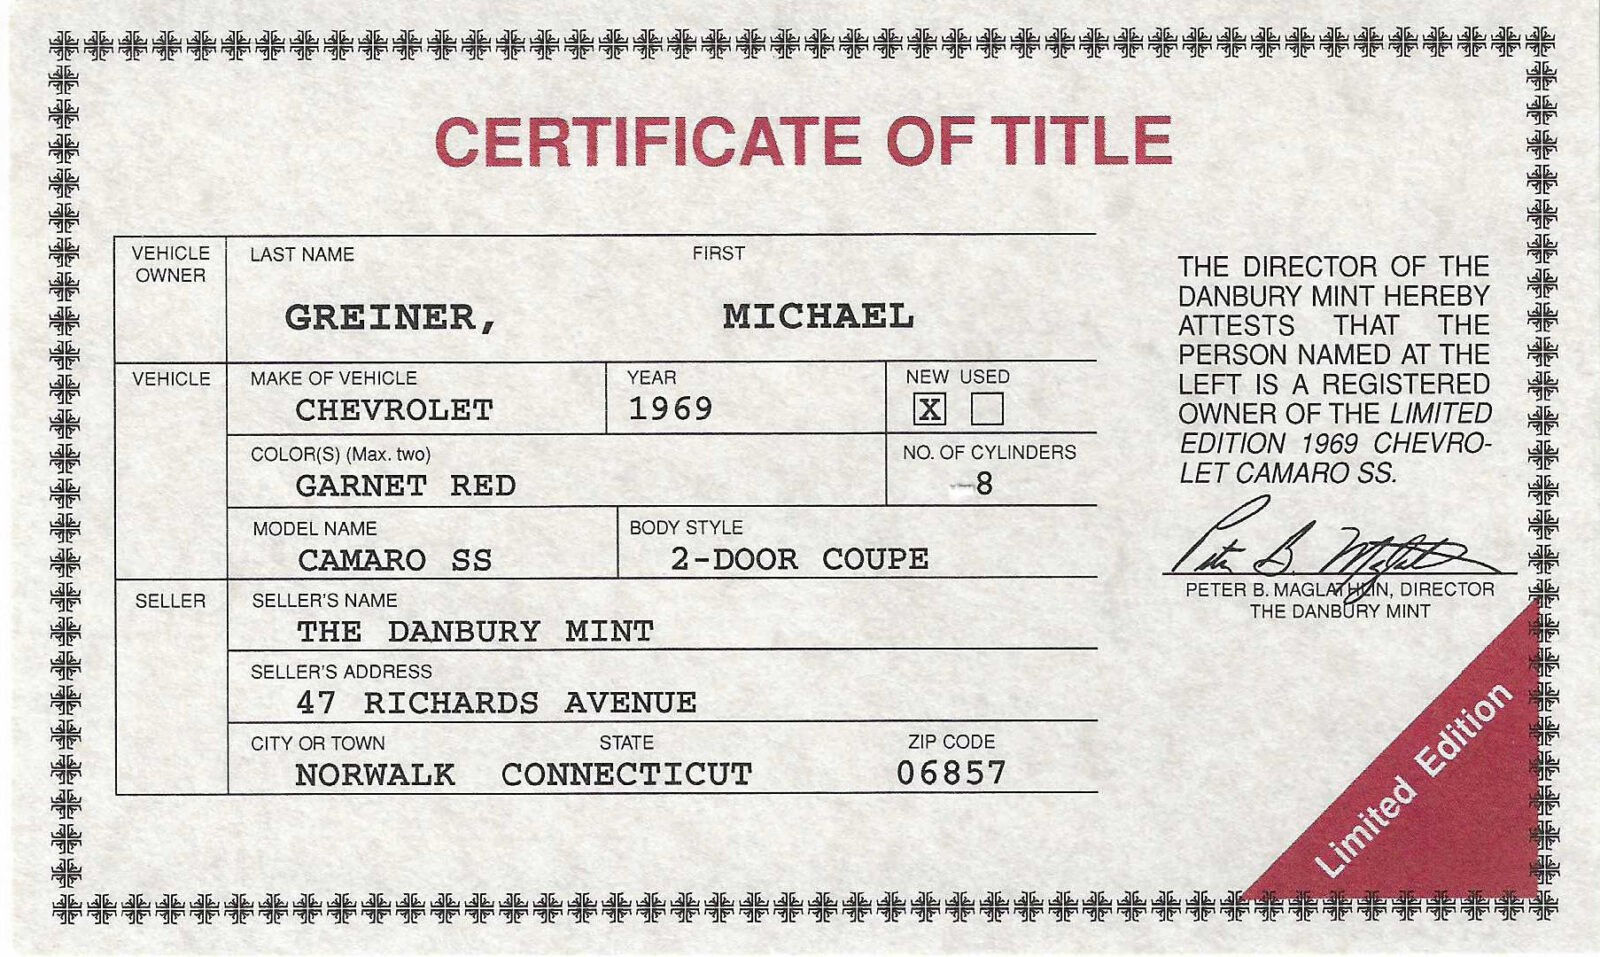 CERTIFICATE OF TITLE
VEHICLE OWNER
LAST NAME FIRST
GREINER, MICHAEL
VEHICLE
MAKE OF VEHICLE YEAR NEW USED
CHEVROLET 1969 X
COLOR(S) (Max. two) NO. OF CYLINDERS
GARNET RED 8
MODEL NAME BODY STYLE
CAMARO SS 2-DOOR COUPE
SELLER
SELLER'S NAME
THE DANBURY MINT
SELLER'S ADDRESS
47 RICHARDS AVENUE
CITY OR TOWN STATE ZIP CODE
NORWALK CONNECTICUT 06857
THE DIRECTOR OF THE
DANBURY MINT HEREBY
ATTESTS THAT THE
PERSON NAMED AT THE
LEFT IS A REGISTERED
OWNER OF THE LIMITED
EDITION 1969 CHEVRO-
LET CAMARO SS.
Peter B. Maglathlin
PETER B. MAGLATHLIN, DIRECTOR
THE DANBURY MINT
Limited Edition